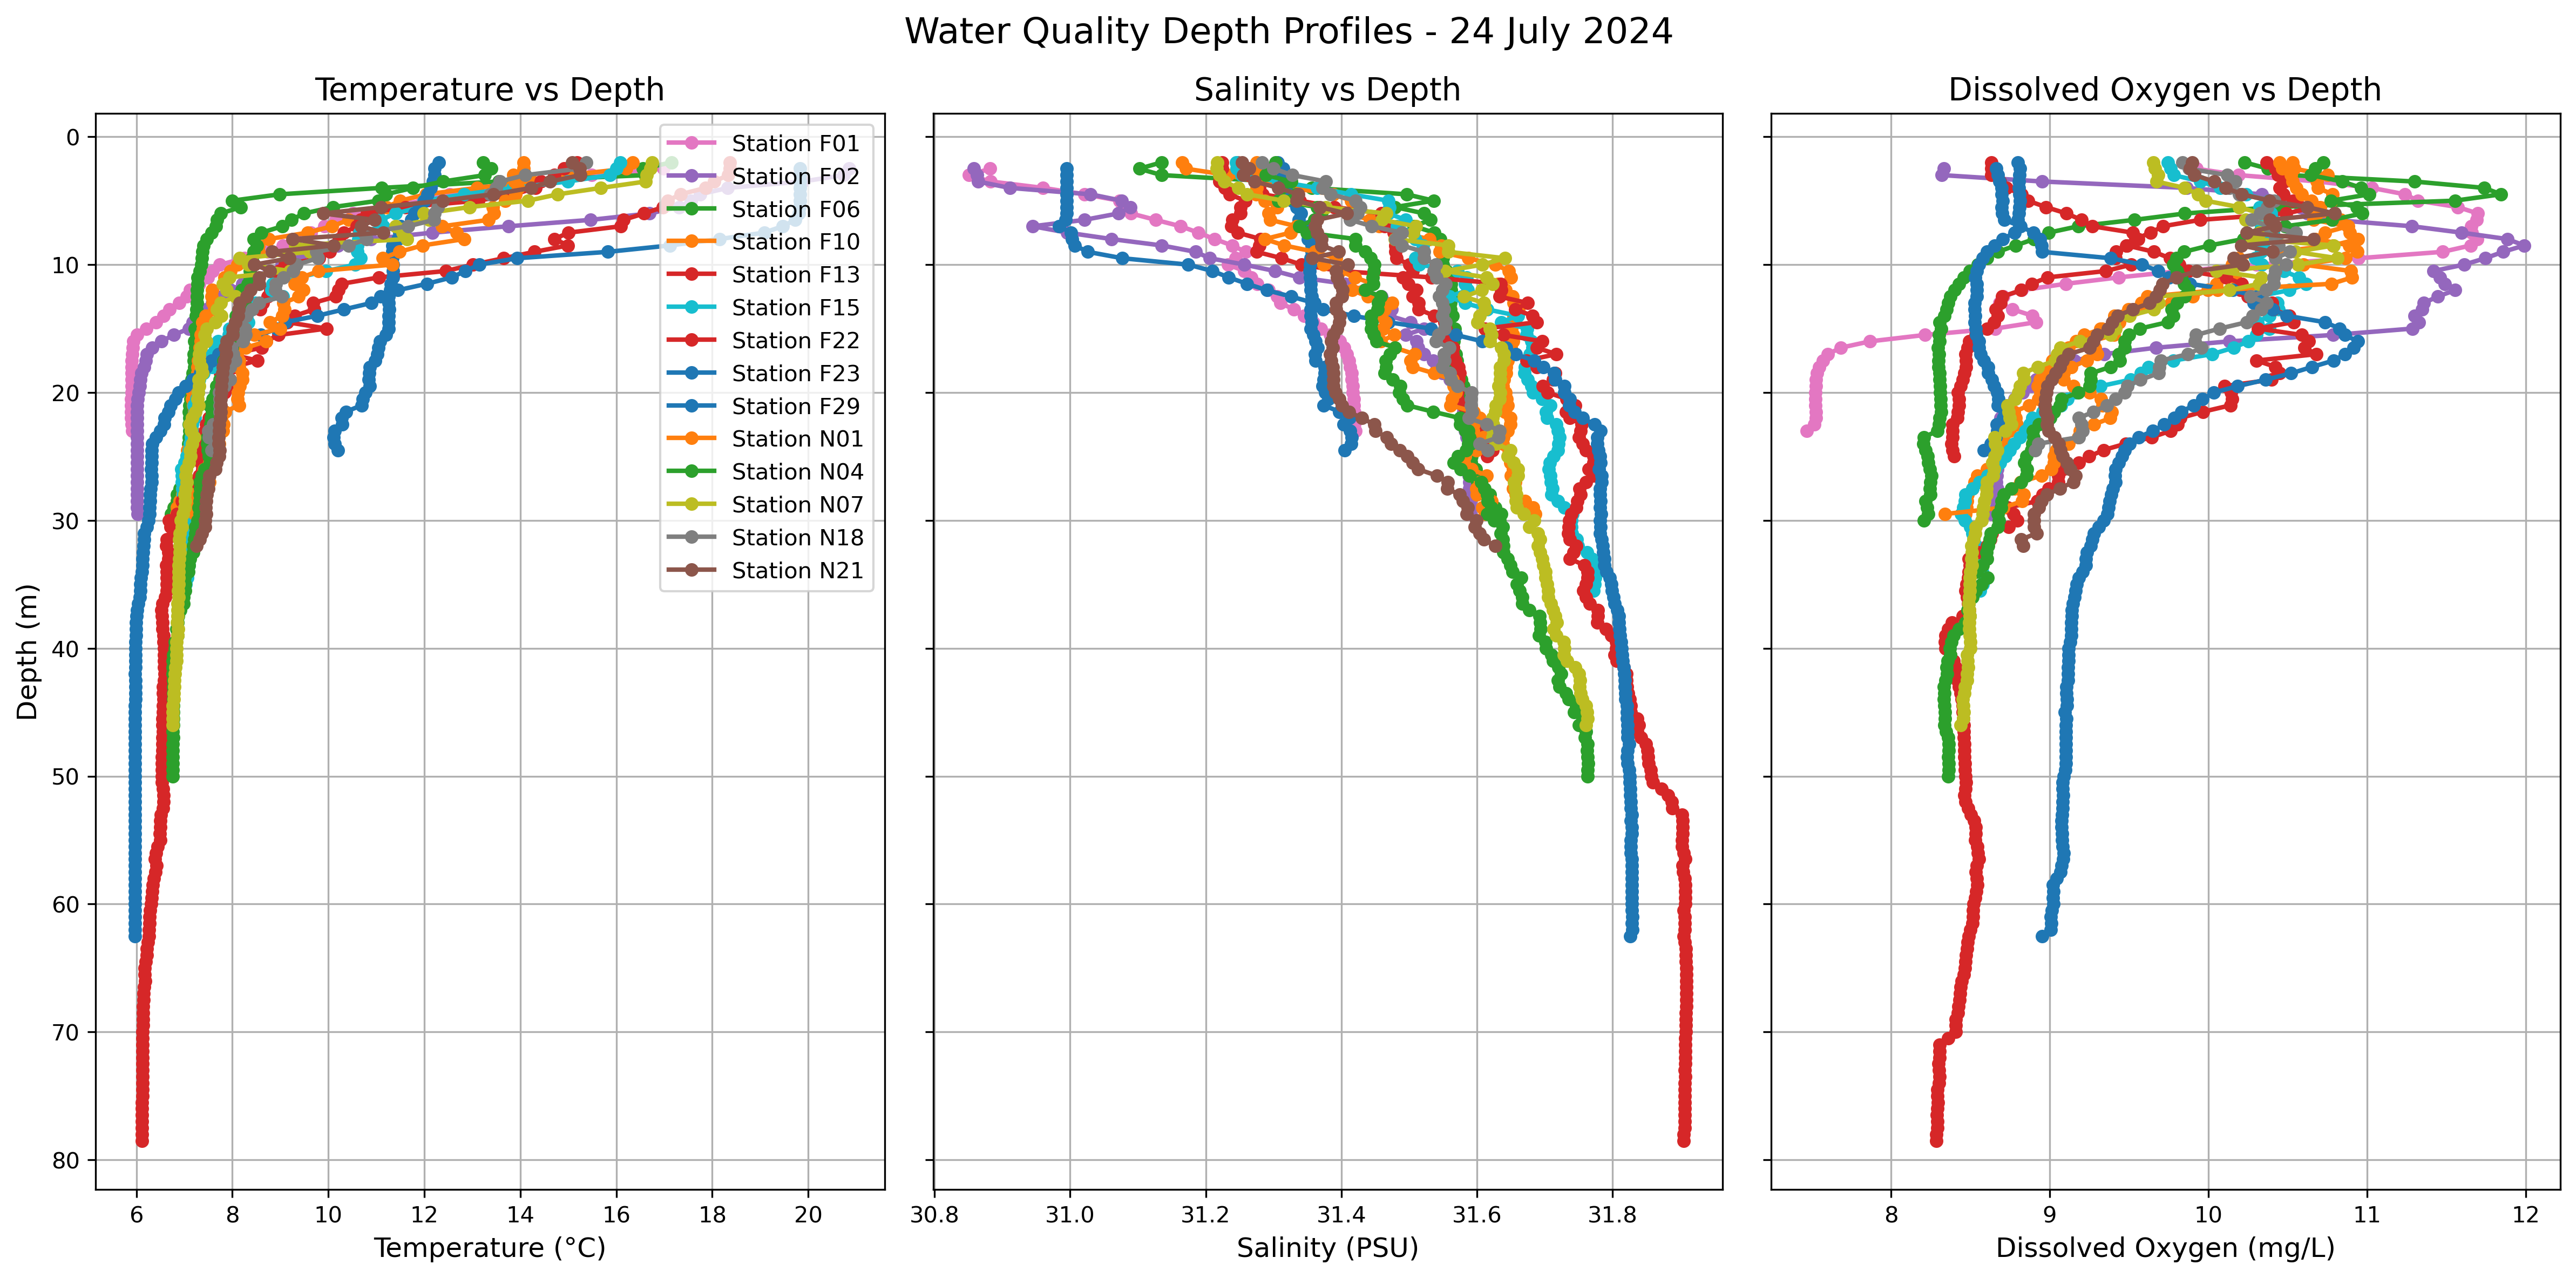 Water Quality Depth Profiles - 24 July 2024
Temperature vs Depth
Salinity vs Depth
Dissolved Oxygen vs Depth
Depth (m)
0
10
20
30
40
50
60
70
80
Station F01
Station F02
Station F06
Station F10
Station F13
Station F15
Station F22
Station F23
Station F29
Station N01
Station N04
Station N07
Station N18
Station N21
6 8 10 12 14 16 18 20
30.8 31.0 31.2 31.4 31.6 31.8
8 9 10 11 12
Temperature (°C)
Salinity (PSU)
Dissolved Oxygen (mg/L)